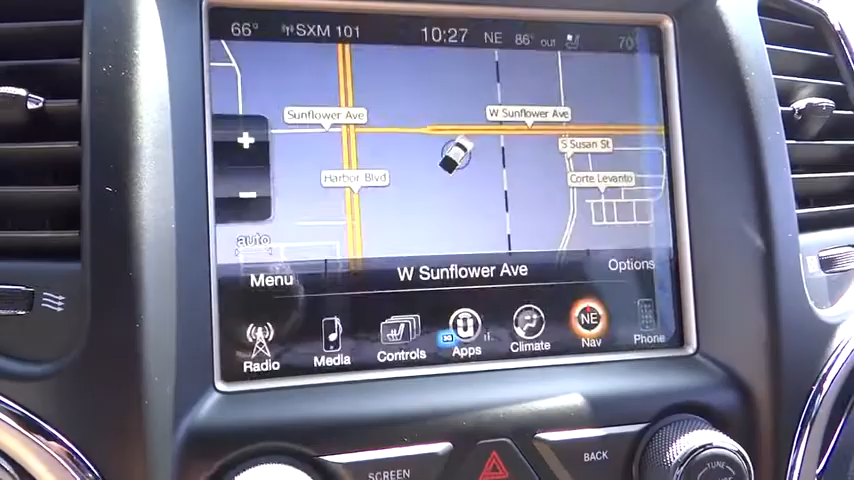 66° SXM 101 10:27 NE 86° out 70°
Sunflower Ave W Sunflower Ave
S Susan St
Harbor Blvd Corte Levanto
+
-
auto
Menu W Sunflower Ave Options
NE
3G
Radio Media Controls Apps Climate Nav Phone
SCREEN BACK TUNE